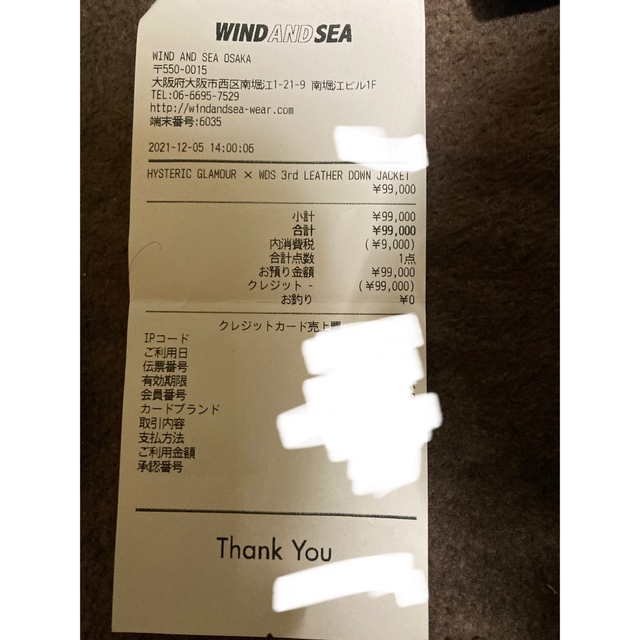 WIND AND SEA
WIND AND SEA OSAKA
〒550-0015
大阪府大阪市西区南堀江1-21-9 南堀江ビル1F
TEL:06-6695-7529
http://windandsea-wear.com
端末番号:6035
2021-12-05 14:00:06
HYSTERIC GLAMOUR × WDS 3rd LEATHER DOWN JACKET
¥99,000
小計 ¥99,000
合計 ¥99,000
内消費税 (¥9,000)
合計点数 1点
お預り金額 ¥99,000
クレジット - (¥99,000)
お釣り ¥0
クレジットカード売上票
IPコード
ご利用日
伝票番号
有効期限
会員番号
カードブランド
取引内容
支払方法
ご利用金額
承認番号
Thank You